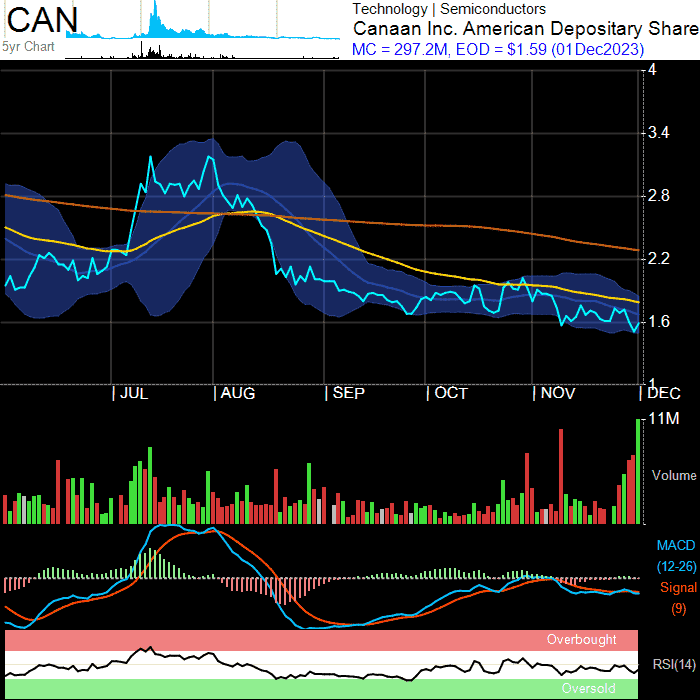 CAN
5yr Chart
Technology | Semiconductors
Canaan Inc. American Depositary Share
MC = 297.2M, EOD = $1.59 (01Dec2023)
4
3.4
2.8
2.2
1.6
1
JUL
AUG
SEP
OCT
NOV
DEC
11M
Volume
MACD
(12-26)
Signal
(9)
Overbought
RSI(14)
Oversold